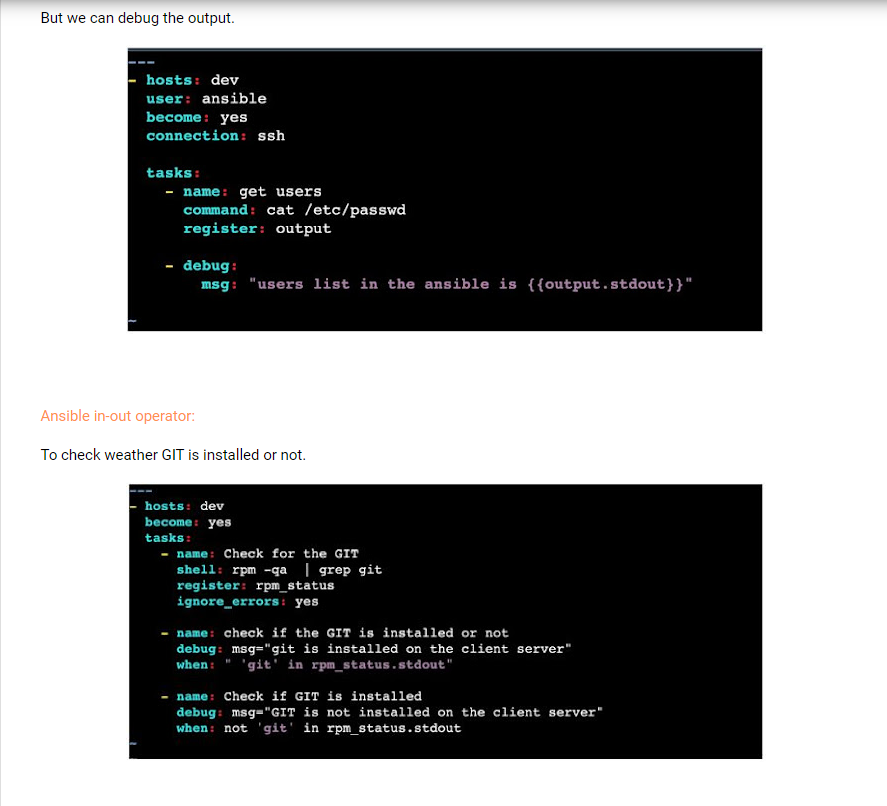 But we can debug the output.
---
- hosts: dev
user: ansible
become: yes
connection: ssh
tasks:
- name: get users
command: cat /etc/passwd
register: output
- debug:
msg: "users list in the ansible is {{output.stdout}}"
~
Ansible in-out operator:
To check weather GIT is installed or not.
---
- hosts: dev
become: yes
tasks:
- name: Check for the GIT
shell: rpm -qa | grep git
register: rpm_status
ignore_errors: yes
- name: check if the GIT is installed or not
debug: msg="git is installed on the client server"
when: " 'git' in rpm_status.stdout"
- name: Check if GIT is installed
debug: msg="GIT is not installed on the client server"
when: not 'git' in rpm_status.stdout
~